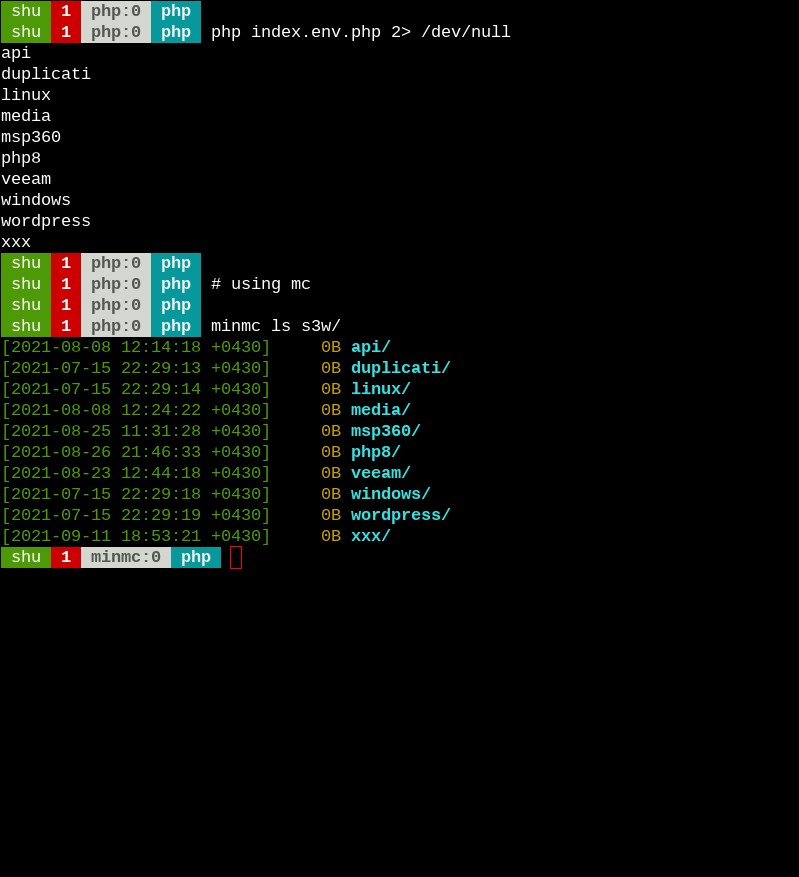 shu 1 php:0 php
shu 1 php:0 php php index.env.php 2> /dev/null
api
duplicati
linux
media
msp360
php8
veeam
windows
wordpress
xxx
shu 1 php:0 php
shu 1 php:0 php # using mc
shu 1 php:0 php
shu 1 php:0 php minmc ls s3w/
[2021-08-08 12:14:18 +0430]     0B api/
[2021-07-15 22:29:13 +0430]     0B duplicati/
[2021-07-15 22:29:14 +0430]     0B linux/
[2021-08-08 12:24:22 +0430]     0B media/
[2021-08-25 11:31:28 +0430]     0B msp360/
[2021-08-26 21:46:33 +0430]     0B php8/
[2021-08-23 12:44:18 +0430]     0B veeam/
[2021-07-15 22:29:18 +0430]     0B windows/
[2021-07-15 22:29:19 +0430]     0B wordpress/
[2021-09-11 18:53:21 +0430]     0B xxx/
shu 1 minmc:0 php